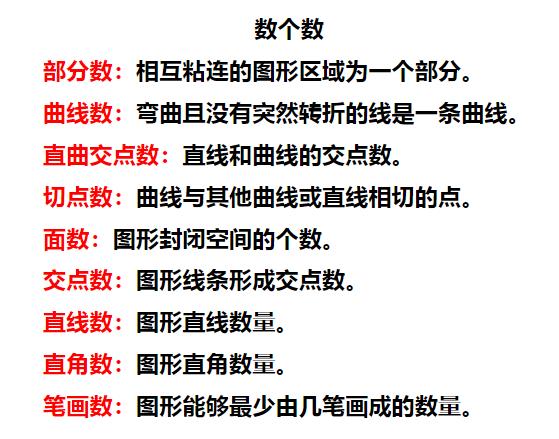 数个数
部分数：相互粘连的图形区域为一个部分。
曲线数：弯曲且没有突然转折的线是一条曲线。
直曲交点数：直线和曲线的交点数。
切点数：曲线与其他曲线或直线相切的点。
面数：图形封闭空间的个数。
交点数：图形线条形成交点数。
直线数：图形直线数量。
直角数：图形直角数量。
笔画数：图形能够最少由几笔画成的数量。